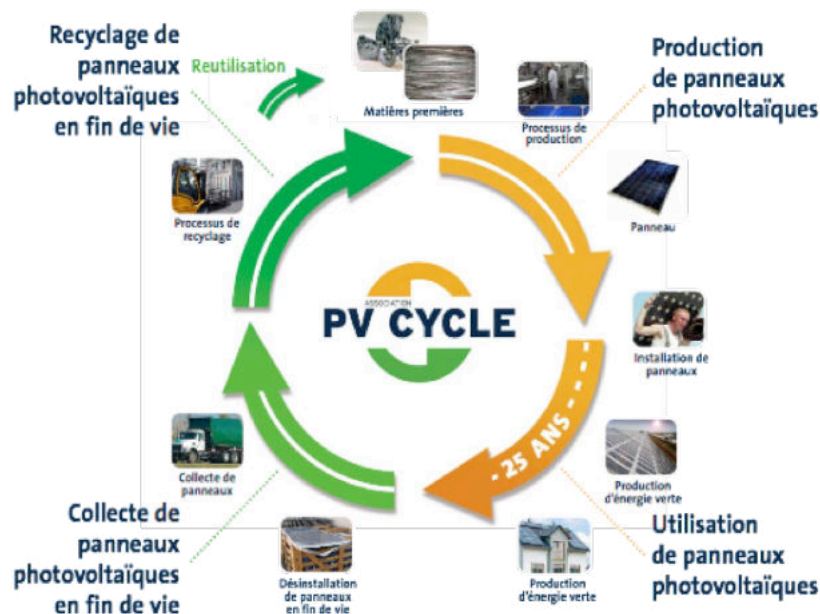 Recyclage de
panneaux
photovoltaïques
en fin de vie
Reutilisation
Matières premières
Processus de
production
Production
de panneaux
photovoltaïques
Panneau
Processus de
recyclage
ASSOCIATION
PV CYCLE
Installation de
panneaux
- 25 ANS - - -
Collecte de
panneaux
Production
d'énergie verte
Collecte de
panneaux
photovoltaïques
en fin de vie
Désinstallation
de panneaux
en fin de vie
Production
d'énergie verte
Utilisation
de panneaux
photovoltaïques